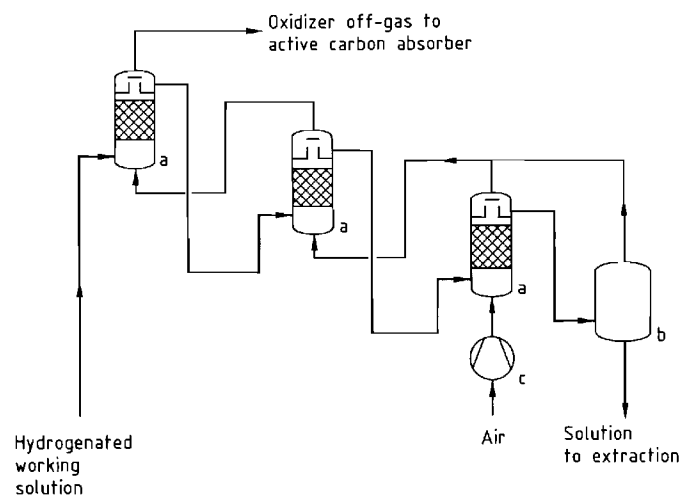 Oxidizer off-gas to
active carbon absorber
a
a
a
b
c
Air
Solution
to extraction
Hydrogenated
working
solution